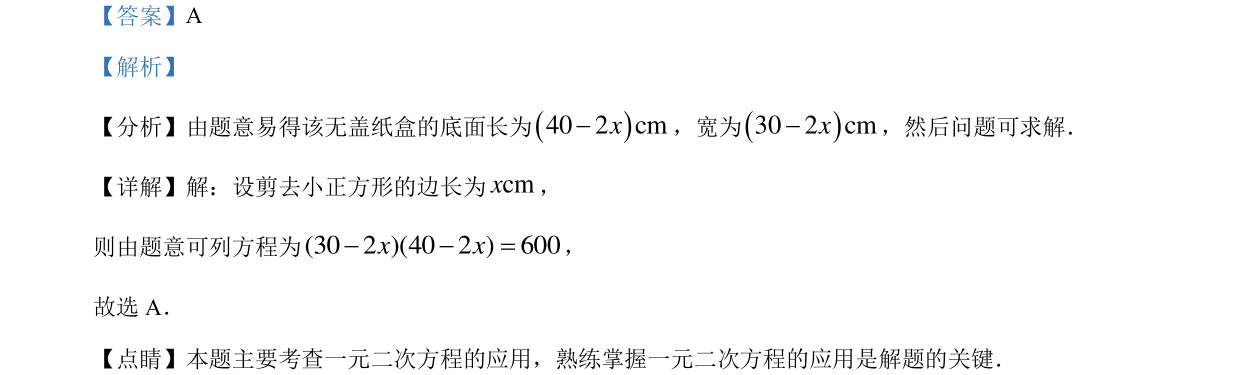 【答案】A
【解析】
【分析】由题意易得该无盖纸盒的底面长为(40−2x)cm，宽为(30−2x)cm，然后问题可求解．
【详解】解：设剪去小正方形的边长为xcm，
则由题意可列方程为(30−2x)(40−2x)=600，
故选 A．
【点睛】本题主要考查一元二次方程的应用，熟练掌握一元二次方程的应用是解题的关键．